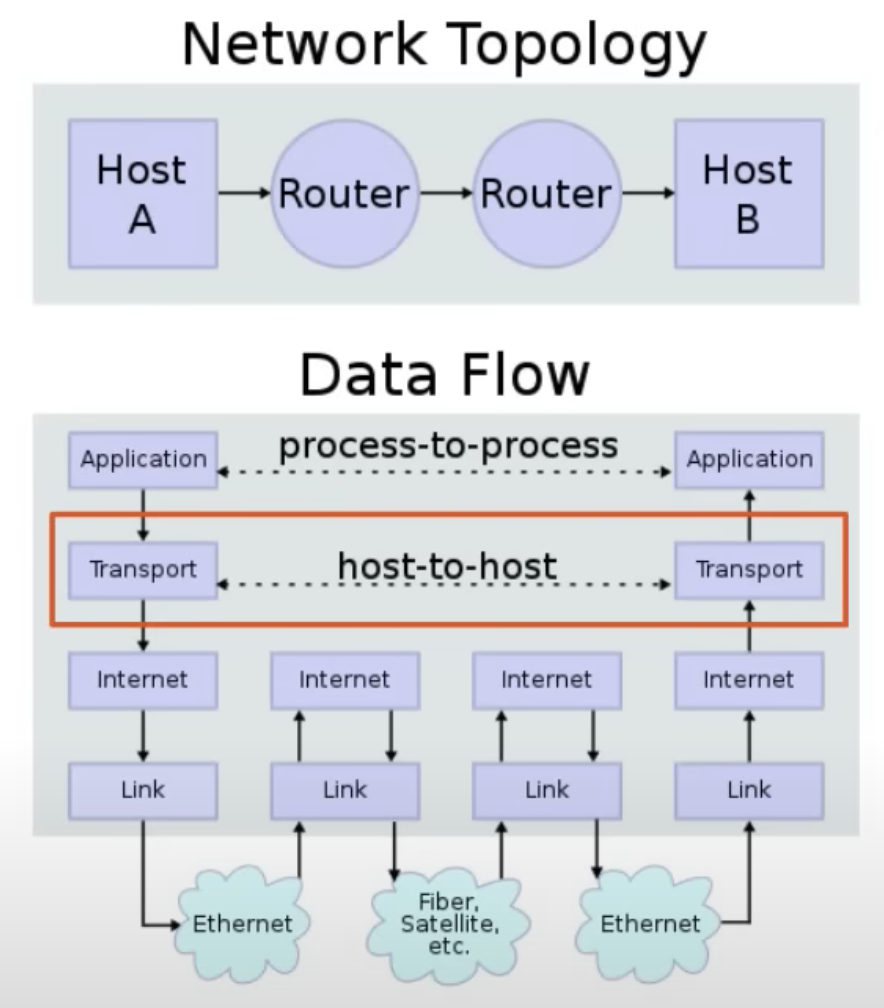 Network Topology
Host
A
Router
Router
Host
B
Data Flow
Application
process-to-process
Application
Transport
host-to-host
Transport
Internet
Internet
Internet
Internet
Link
Link
Link
Link
Ethernet
Fiber,
Satellite,
etc.
Ethernet